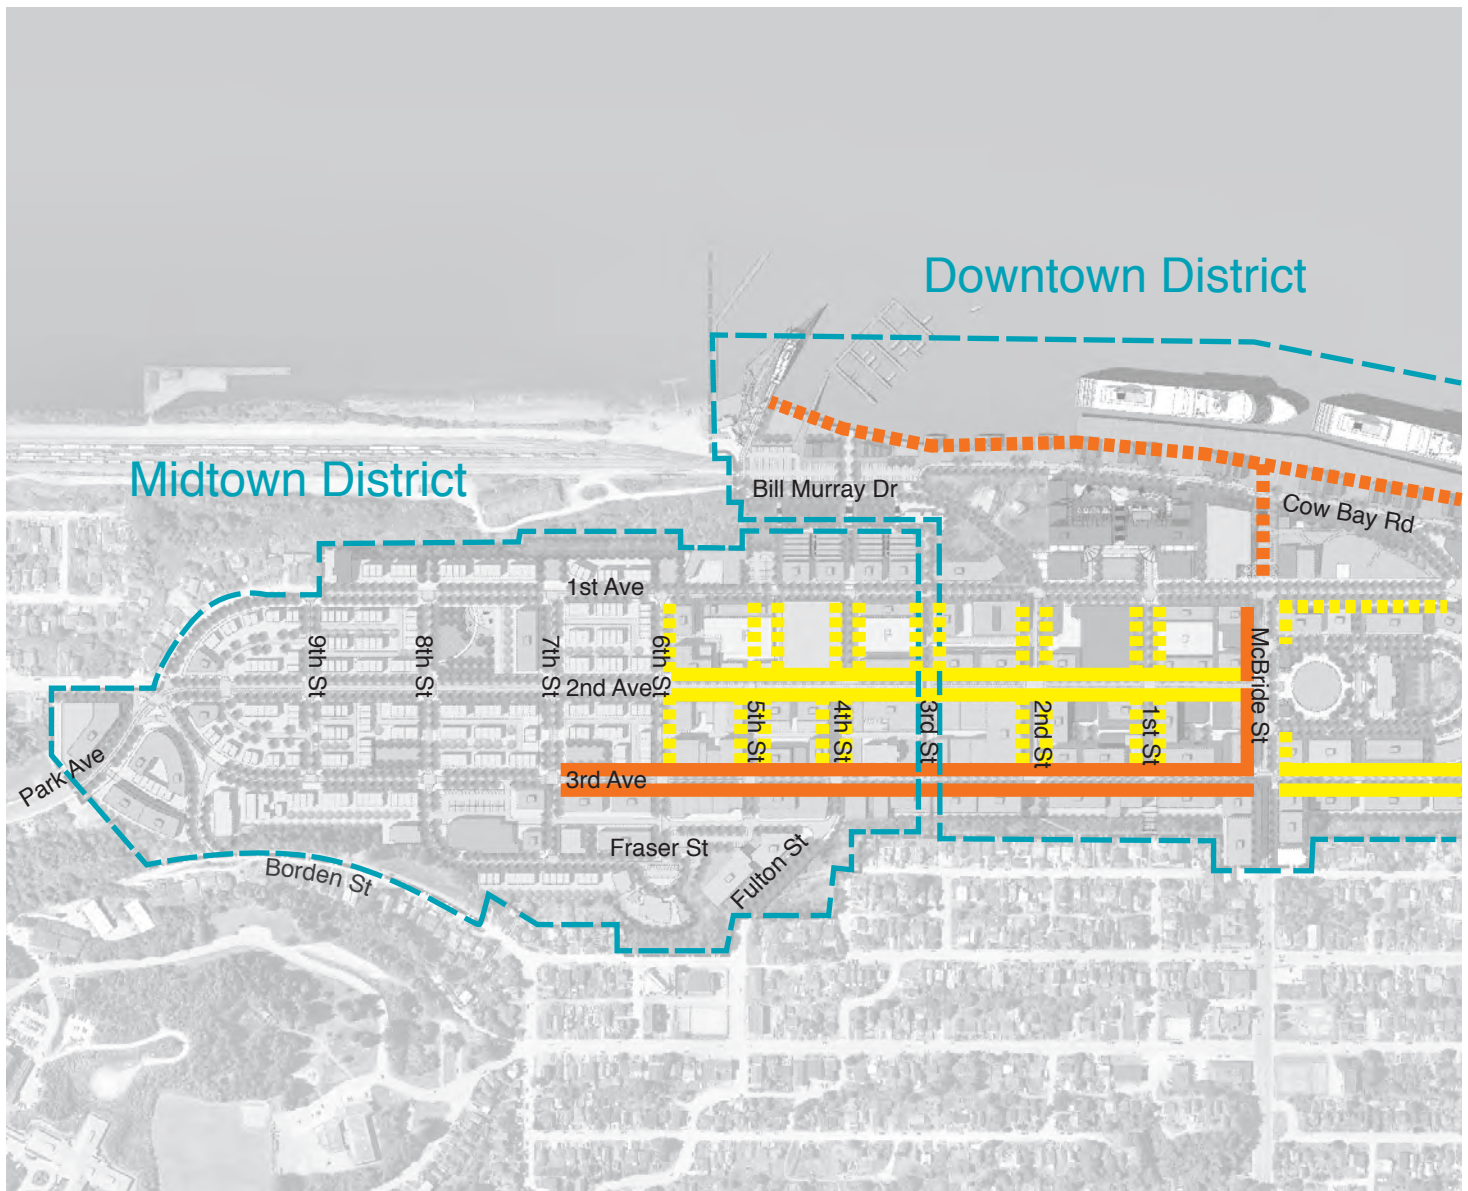 Downtown District
Midtown District
Bill Murray Dr
Cow Bay Rd
1st Ave
9th St
8th St
7th St
6th St
McBride St
2nd Ave
5th St
4th St
3rd St
2nd St
1st St
Park Ave
3rd Ave
Fraser St
Fulton St
Borden St